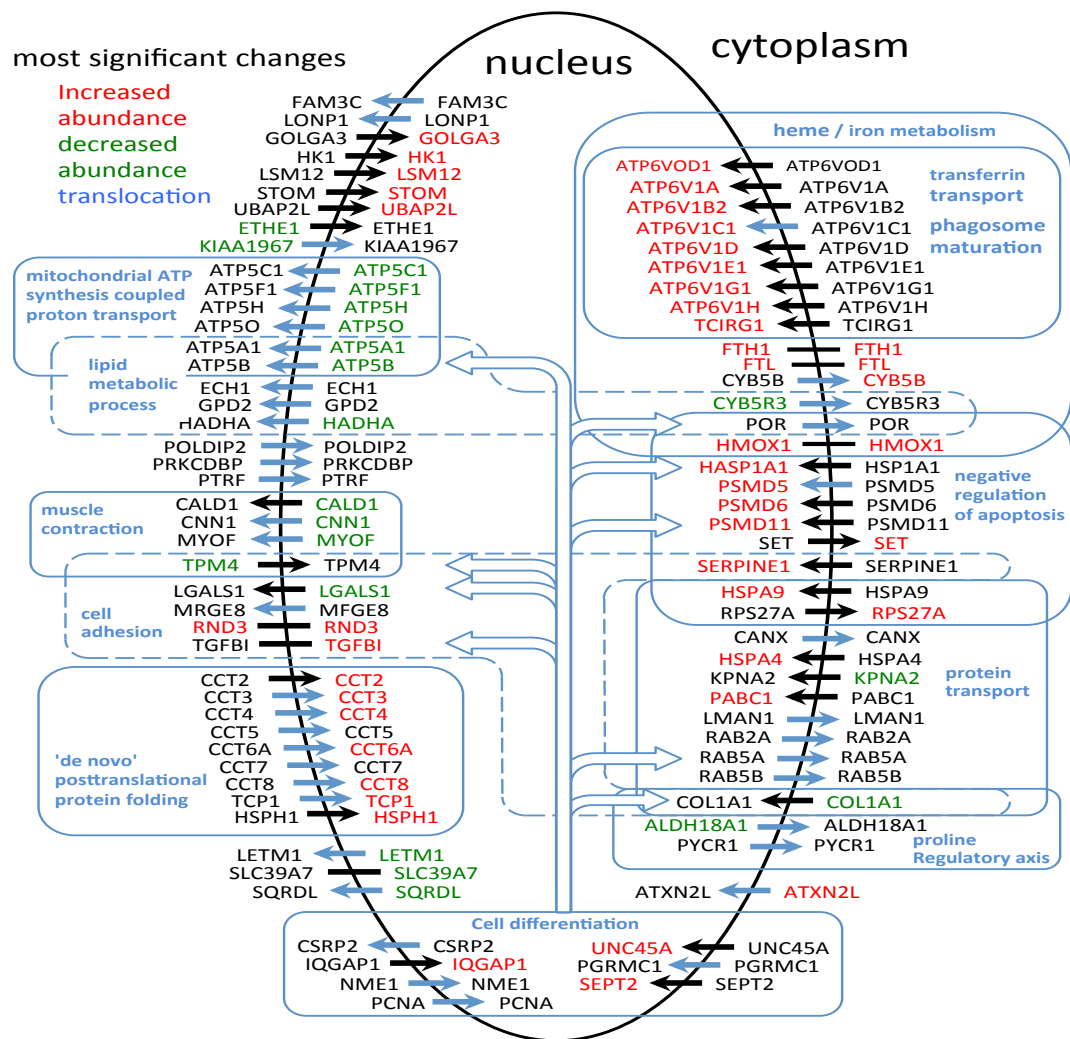 most significant changes
nucleus
cytoplasm
Increased
abundance
decreased
abundance
translocation
FAM3C FAM3C
LONP1 LONP1
GOLGA3 GOLGA3
HK1 HK1
LSM12 LSM12
STOM STOM
UBAP2L UBAP2L
ETHE1 ETHE1
KIAA1967 KIAA1967
mitochondrial ATP
synthesis coupled
proton transport
ATP5C1 ATP5C1
ATP5F1 ATP5F1
ATP5H ATP5H
ATP5O ATP5O
ATP5A1 ATP5A1
ATP5B ATP5B
lipid
metabolic
process
ECH1 ECH1
GPD2 GPD2
HADHA HADHA
POLDIP2 POLDIP2
PRKCDBP PRKCDBP
PTRF PTRF
muscle
contraction
CALD1 CALD1
CNN1 CNN1
MYOF MYOF
TPM4 TPM4
cell
adhesion
LGALS1 LGALS1
MRGE8 MFGE8
RND3 RND3
TGFBI TGFBI
'de novo'
posttranslational
protein folding
CCT2 CCT2
CCT3 CCT3
CCT4 CCT4
CCT5 CCT5
CCT6A CCT6A
CCT7 CCT7
CCT8 CCT8
TCP1 TCP1
HSPH1 HSPH1
LETM1 LETM1
SLC39A7 SLC39A7
SQRDL SQRDL
heme / iron metabolism
ATP6VOD1 ATP6VOD1
ATP6V1A ATP6V1A
ATP6V1B2 ATP6V1B2
ATP6V1C1 ATP6V1C1
ATP6V1D ATP6V1D
ATP6V1E1 ATP6V1E1
ATP6V1G1 ATP6V1G1
ATP6V1H ATP6V1H
TCIRG1 TCIRG1
transferrin
transport
phagosome
maturation
FTH1 FTH1
FTL FTL
CYB5B CYB5B
CYB5R3 CYB5R3
POR POR
HMOX1 HMOX1
HASP1A1 HSP1A1
PSMD5 PSMD5
PSMD6 PSMD6
PSMD11 PSMD11
SET SET
SERPINE1 SERPINE1
negative
regulation
of apoptosis
HSPA9 HSPA9
RPS27A RPS27A
CANX CANX
HSPA4 HSPA4
KPNA2 KPNA2
PABC1 PABC1
LMAN1 LMAN1
RAB2A RAB2A
RAB5A RAB5A
RAB5B RAB5B
protein
transport
COL1A1 COL1A1
ALDH18A1 ALDH18A1
PYCR1 PYCR1
proline
Regulatory axis
ATXN2L ATXN2L
Cell differentiation
CSRP2 CSRP2
IQGAP1 IQGAP1
NME1 NME1
PCNA PCNA
UNC45A UNC45A
PGRMC1 PGRMC1
SEPT2 SEPT2